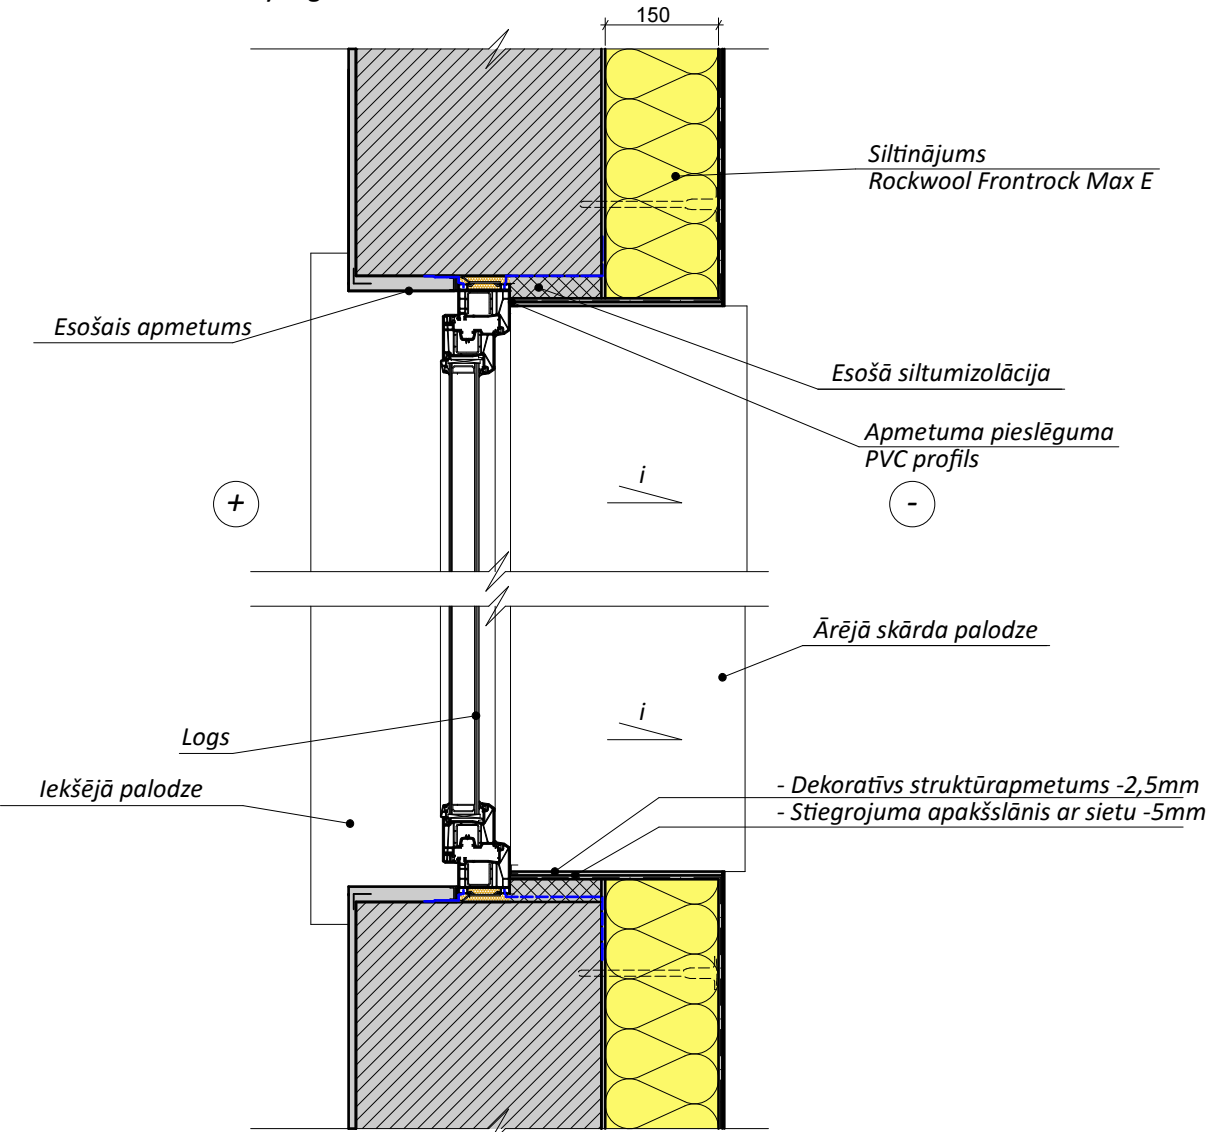 150
Siltinājums
Rockwool Frontrock Max E
Esošais apmetums
Esošā siltumizolācija
Apmetuma pieslēguma
PVC profils
i
+
-
Ārējā skārda palodze
i
Logs
Iekšējā palodze
- Dekoratīvs struktūrapmetums -2,5mm
- Stiegrojuma apakšslānis ar sietu -5mm